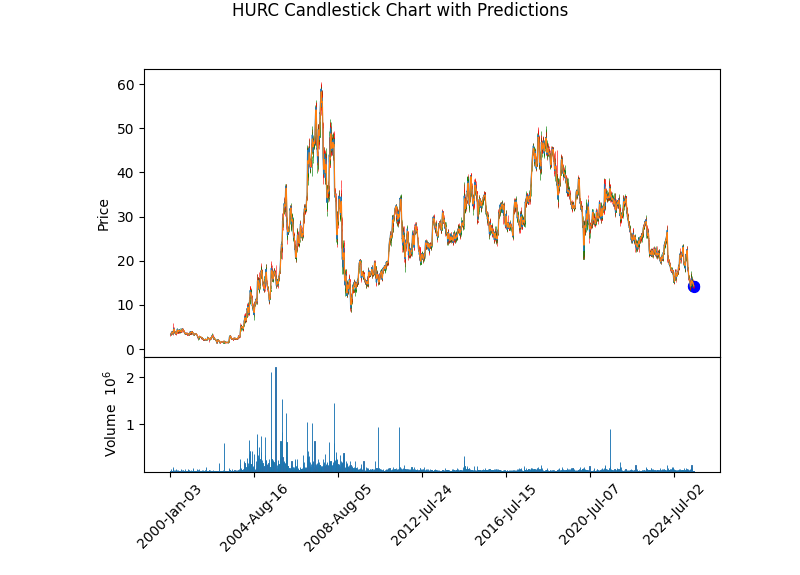 HURC Candlestick Chart with Predictions
60
50
40
30
20
10
0
Price
2
1
Volume 10^6
2000-Jan-03
2004-Aug-16
2008-Aug-05
2012-Jul-24
2016-Jul-15
2020-Jul-07
2024-Jul-02